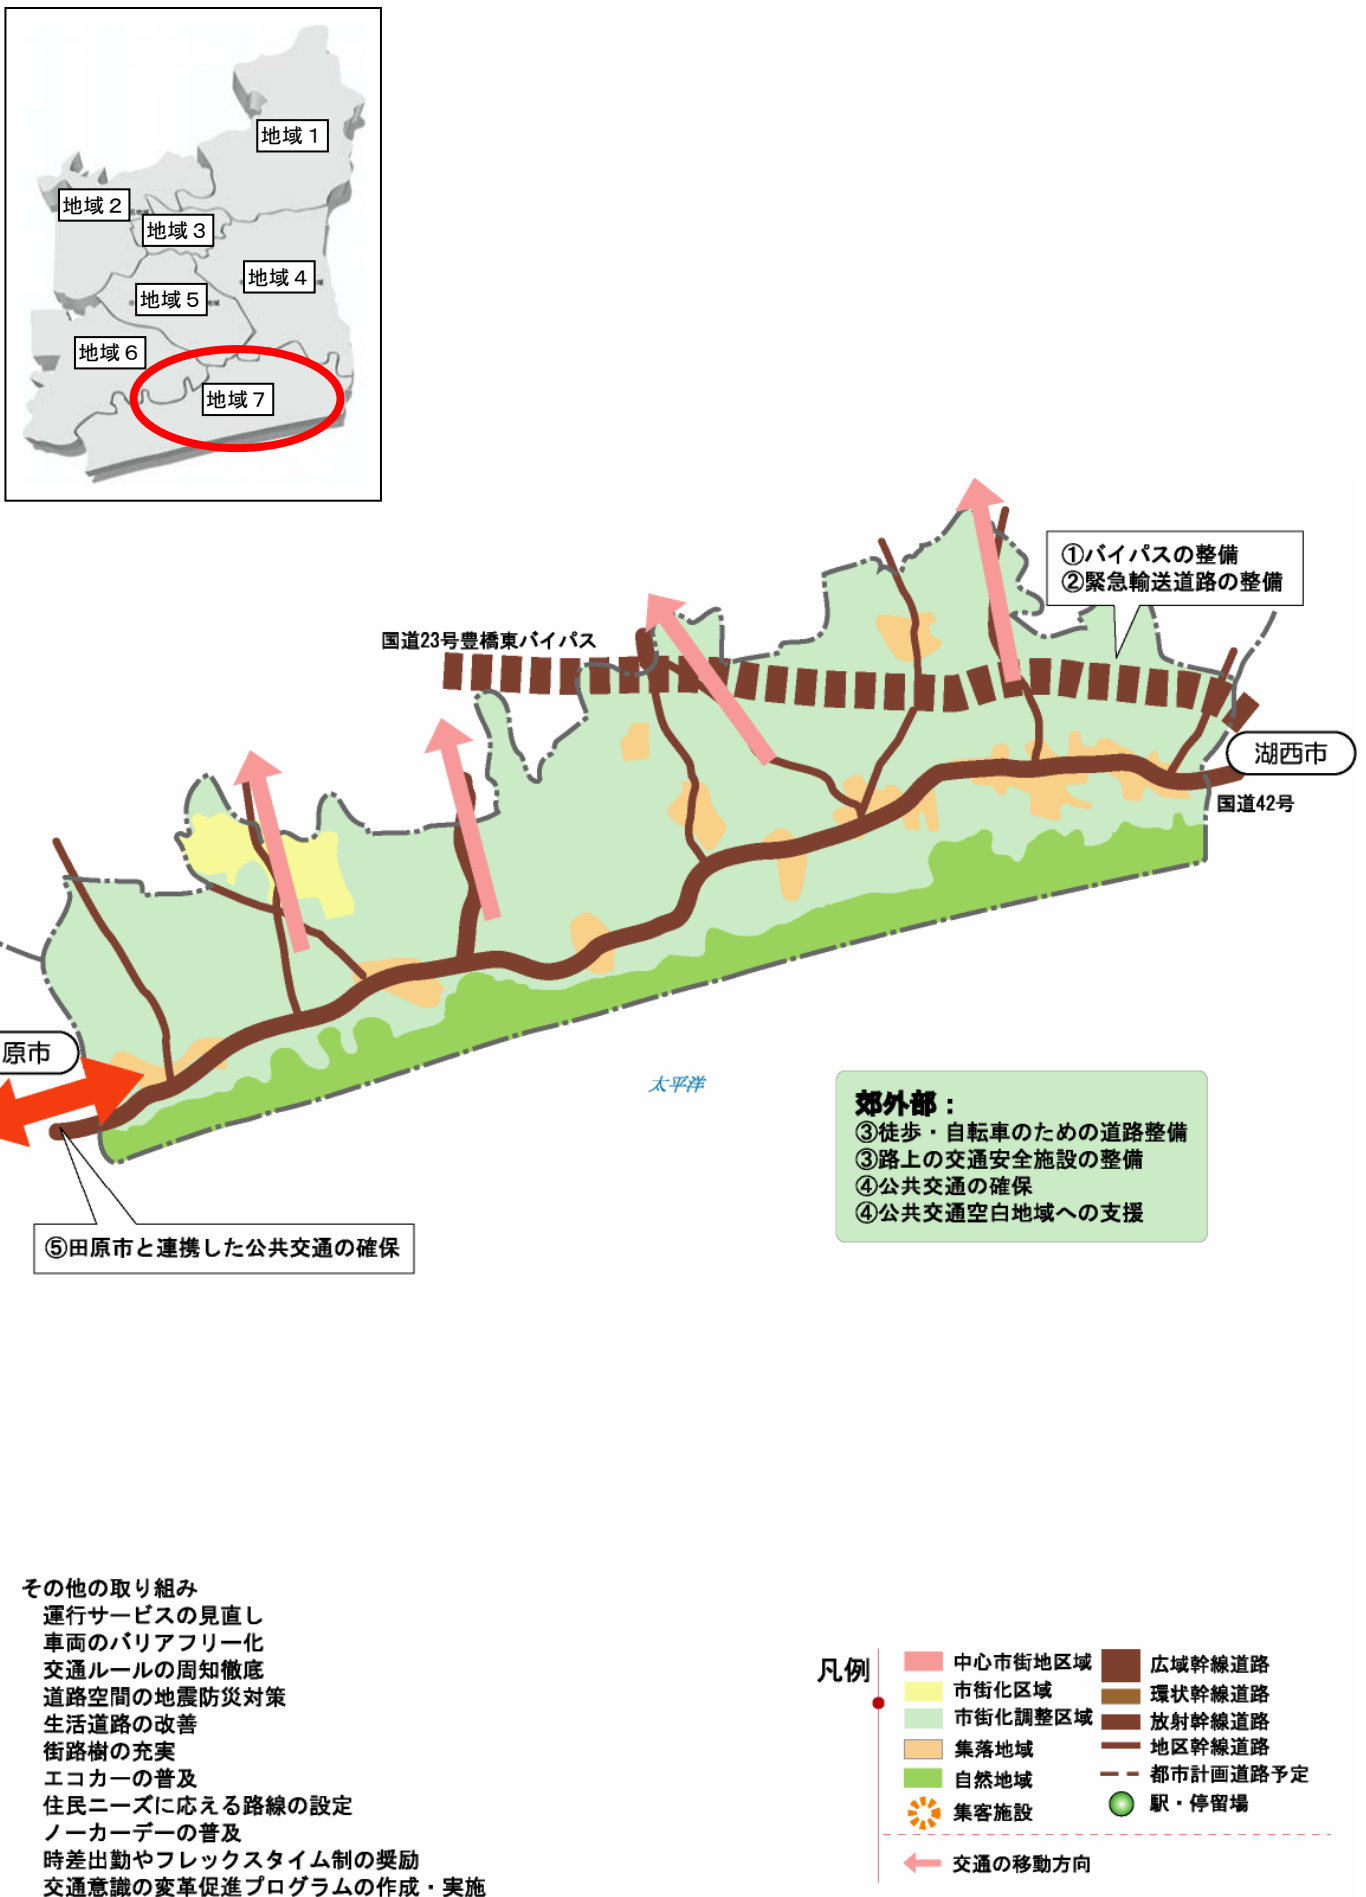 地域１
地域２
地域３
地域４
地域５
地域６
地域７
①バイパスの整備
②緊急輸送道路の整備
国道23号豊橋東バイパス
湖西市
国道42号
原市
太平洋
郊外部：
③徒歩・自転車のための道路整備
③路上の交通安全施設の整備
④公共交通の確保
④公共交通空白地域への支援
⑤田原市と連携した公共交通の確保
その他の取り組み
運行サービスの見直し
車両のバリアフリー化
交通ルールの周知徹底
道路空間の地震防災対策
生活道路の改善
街路樹の充実
エコカーの普及
住民ニーズに応える路線の設定
ノーカーデーの普及
時差出勤やフレックスタイム制の奨励
交通意識の変革促進プログラムの作成・実施
凡例
中心市街地区域
市街化区域
市街化調整区域
集落地域
自然地域
集客施設
広域幹線道路
環状幹線道路
放射幹線道路
地区幹線道路
都市計画道路予定
駅・停留場
交通の移動方向